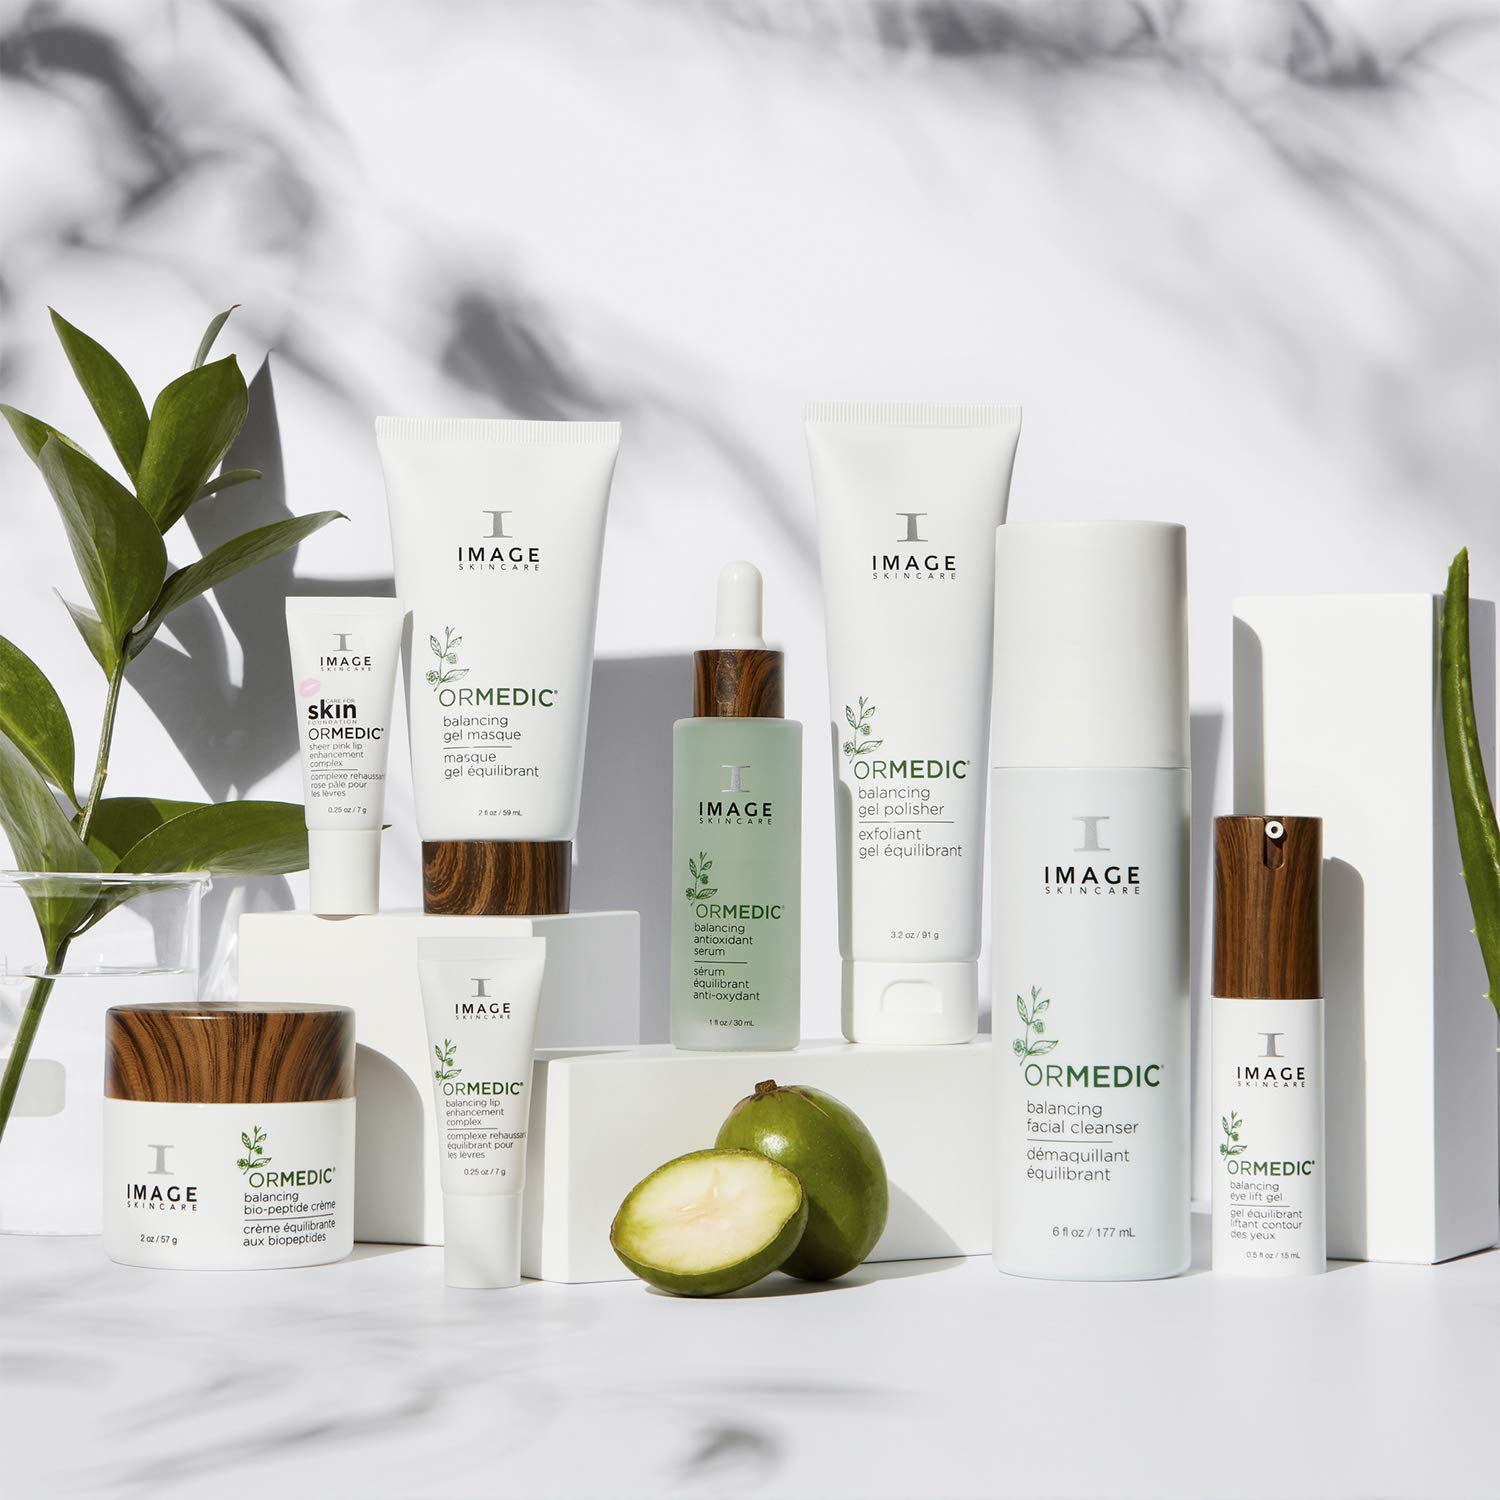 I
IMAGE
SKINCARE
CARE FOR
skin
FOUNDATION
ORMEDIC®
sheer pink lip
enhancement
complex
complexe rehaussant
rose pâle pour
les lèvres
0.25 oz / 7 g
I
IMAGE
SKINCARE
ORMEDIC®
balancing
gel masque
masque
gel équilibrant
2 fl oz / 59 mL
I
IMAGE
SKINCARE
ORMEDIC®
balancing
antioxidant
serum
sérum
équilibrant
anti-oxydant
1 fl oz / 30 mL
I
IMAGE
SKINCARE
ORMEDIC®
balancing
gel polisher
exfoliant
gel équilibrant
3.2 oz / 91 g
I
IMAGE
SKINCARE
ORMEDIC®
balancing
facial cleanser
démaquillant
équilibrant
6 fl oz / 177 mL
I
IMAGE
SKINCARE
ORMEDIC®
balancing
eye lift gel
gel équilibrant
liftant contour
des yeux
0.5 fl oz / 15 mL
I
IMAGE
SKINCARE
ORMEDIC®
balancing
bio-peptide crème
crème équilibrante
aux biopeptides
2 oz / 57 g
I
IMAGE
SKINCARE
ORMEDIC®
balancing lip
enhancement
complex
complexe rehaussant
équilibrant pour
les lèvres
0.25 oz / 7 g